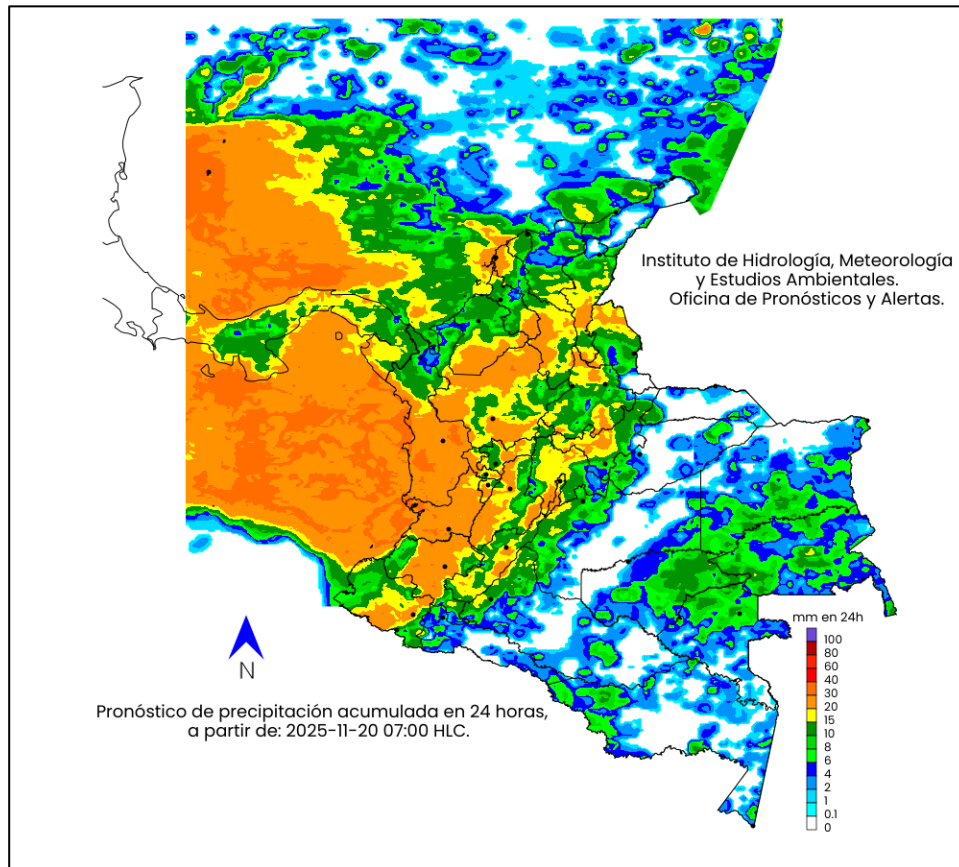 Instituto de Hidrología, Meteorología
y Estudios Ambientales.
Oficina de Pronósticos y Alertas.
mm en 24h
100
80
60
40
30
20
15
10
8
6
4
2
1
0.1
0
N
Pronóstico de precipitación acumulada en 24 horas,
a partir de: 2025-11-20 07:00 HLC.